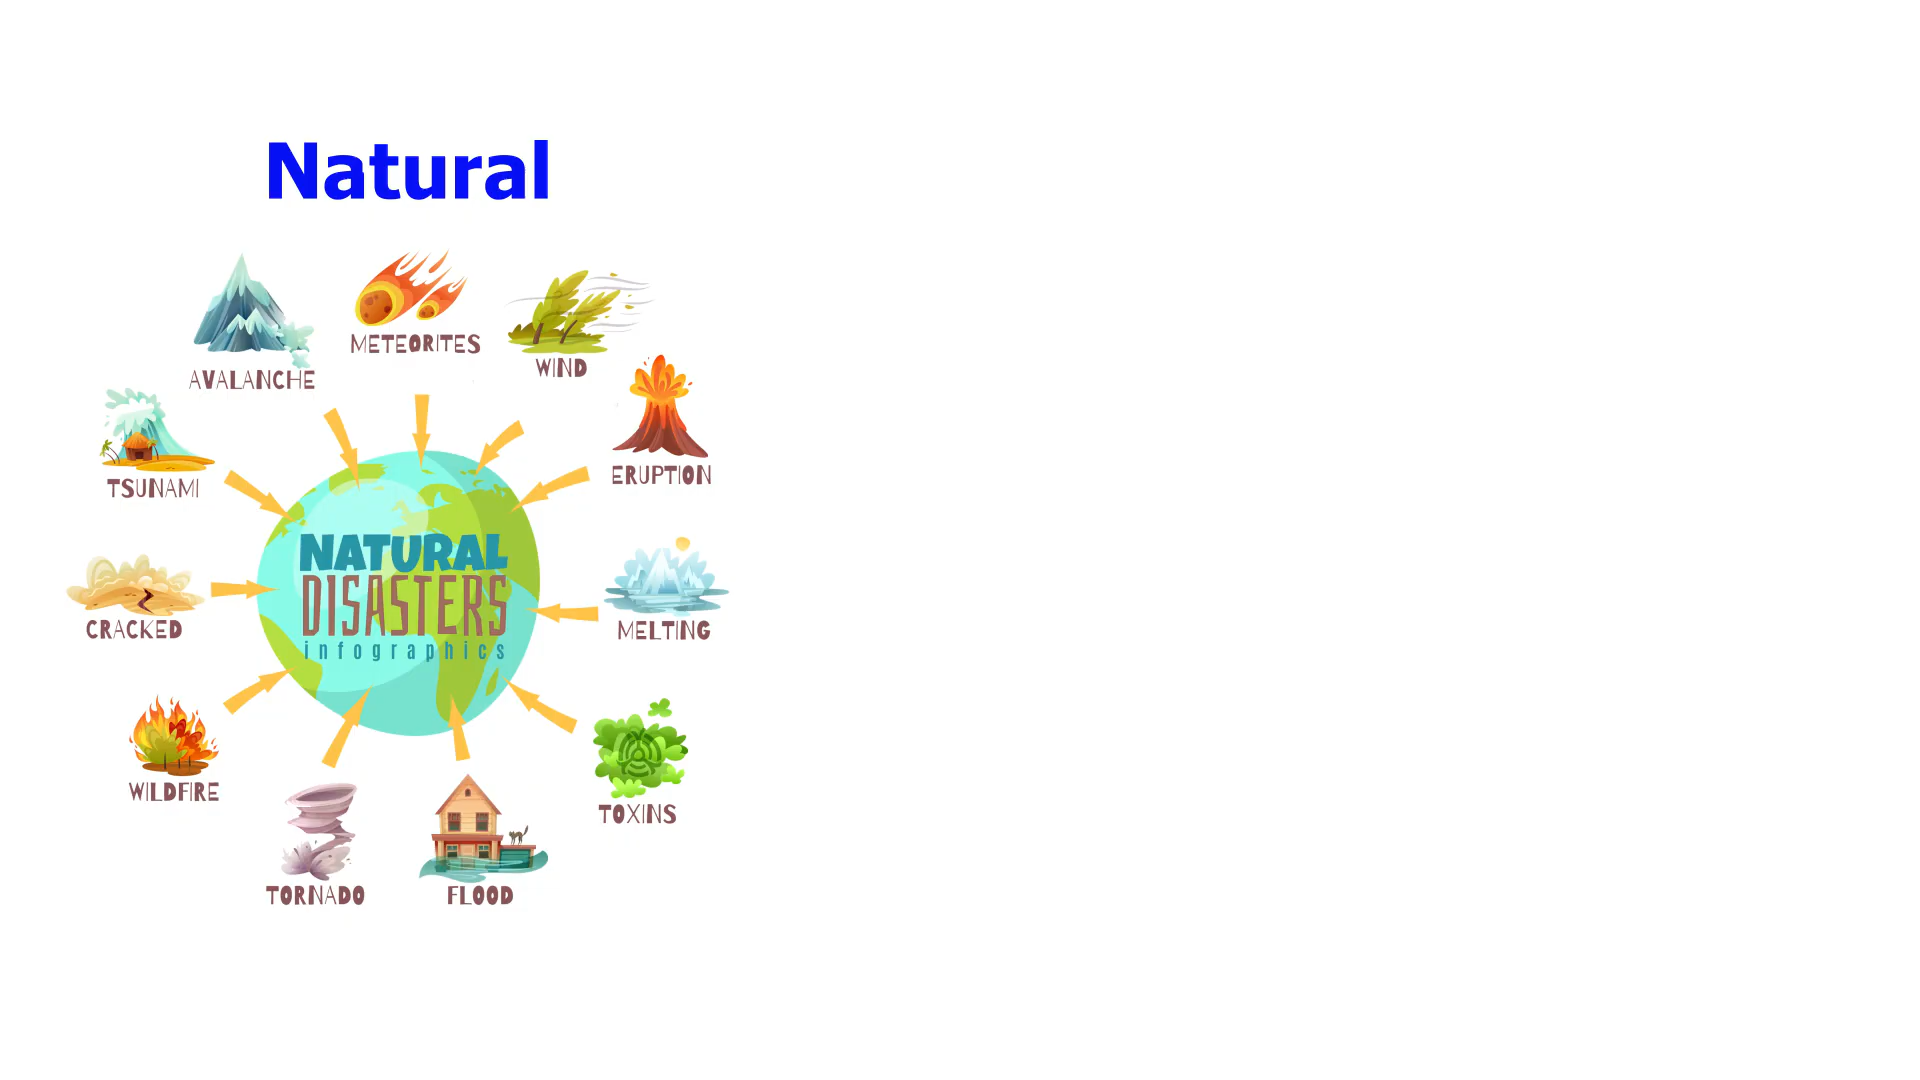 Natural
METEORITES
WIND
AVALANCHE
ERUPTION
TSUNAMI
NATURAL
DISASTERS
infographics
CRACKED
MELTING
WILDFIRE
TOXINS
TORNADO
FLOOD